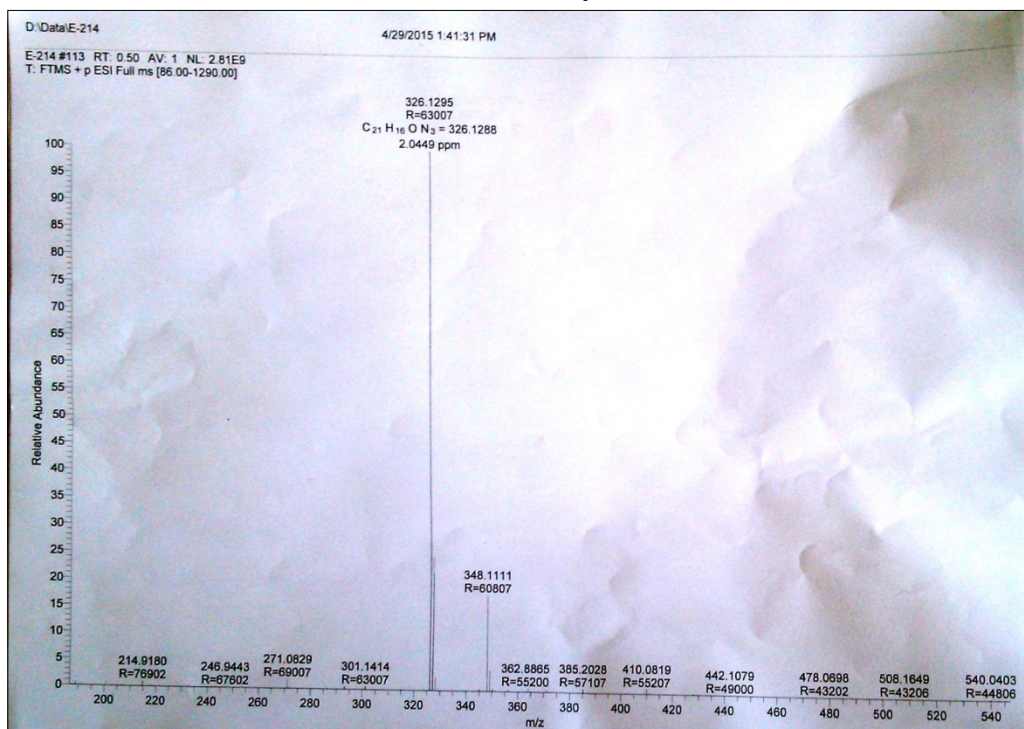 D:\Data\E-214
4/29/2015 1:41:31 PM
E-214 #113 RT: 0.50 AV: 1 NL: 2.81E9
T: FTMS + p ESI Full ms [86.00-1290.00]
326.1295
R=63007
C21 H16 O N3 = 326.1288
2.0449 ppm
100
95
90
85
80
75
70
65
60
55
50
45
40
35
30
25
20
15
10
5
0
Relative Abundance
348.1111
R=60807
214.9180
R=76902
246.9443
R=67602
271.0829
R=69007
301.1414
R=63007
362.8865
R=55200
385.2028
R=57107
410.0819
R=55207
442.1079
R=49000
478.0698
R=43202
508.1649
R=43206
540.0403
R=44806
200 220 240 260 280 300 320 340 360 380 400 420 440 460 480 500 520 540
m/z